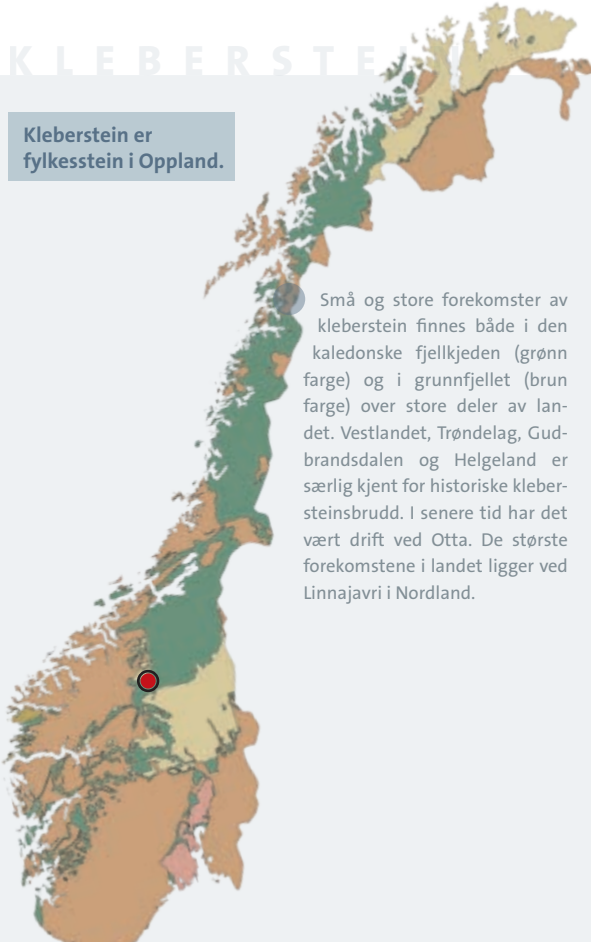 KLEBERSTE
Kleberstein er
fylkesstein i Oppland.
Små og store forekomster av
kleberstein finnes både i den
kaledonske fjellkjeden (grønn
farge) og i grunnfjellet (brun
farge) over store deler av lan-
det. Vestlandet, Trøndelag, Gud-
brandsdalen og Helgeland er
særlig kjent for historiske kleber-
steinsbrudd. I senere tid har det
vært drift ved Otta. De største
forekomstene i landet ligger ved
Linnajavri i Nordland.